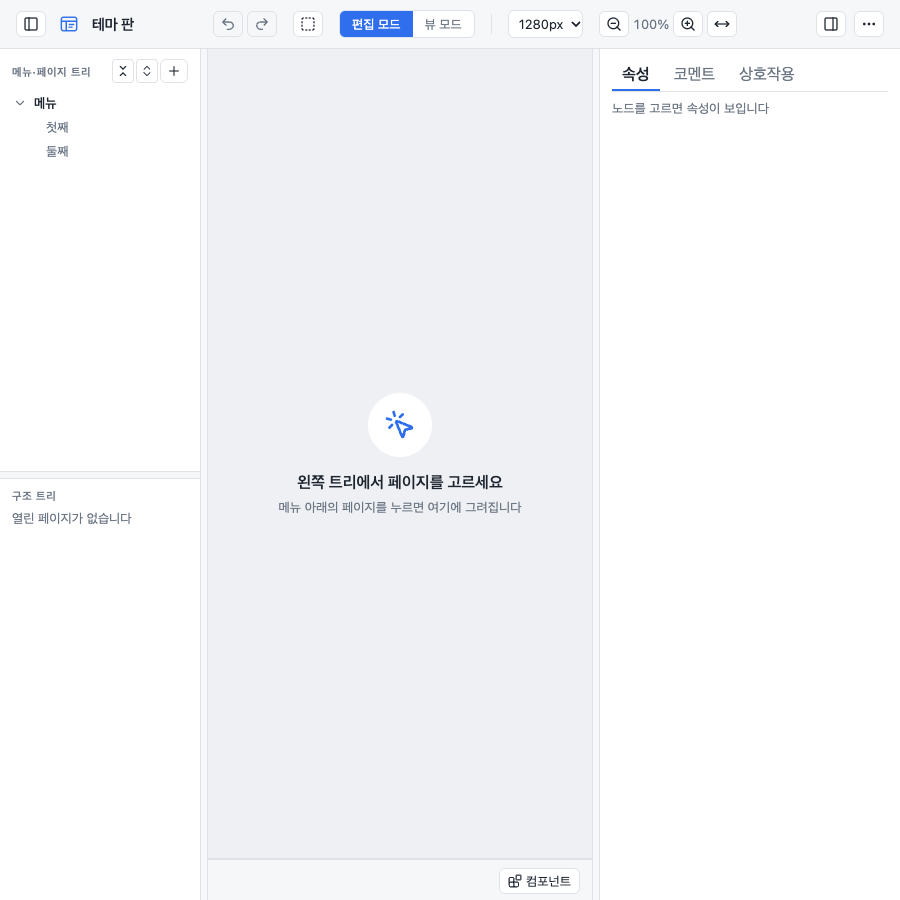 테마 판
편집 모드
뷰 모드
1280px
100%
메뉴·페이지 트리
메뉴
첫째
둘째
구조 트리
열린 페이지가 없습니다
왼쪽 트리에서 페이지를 고르세요
메뉴 아래의 페이지를 누르면 여기에 그려집니다
컴포넌트
속성
코멘트
상호작용
노드를 고르면 속성이 보입니다